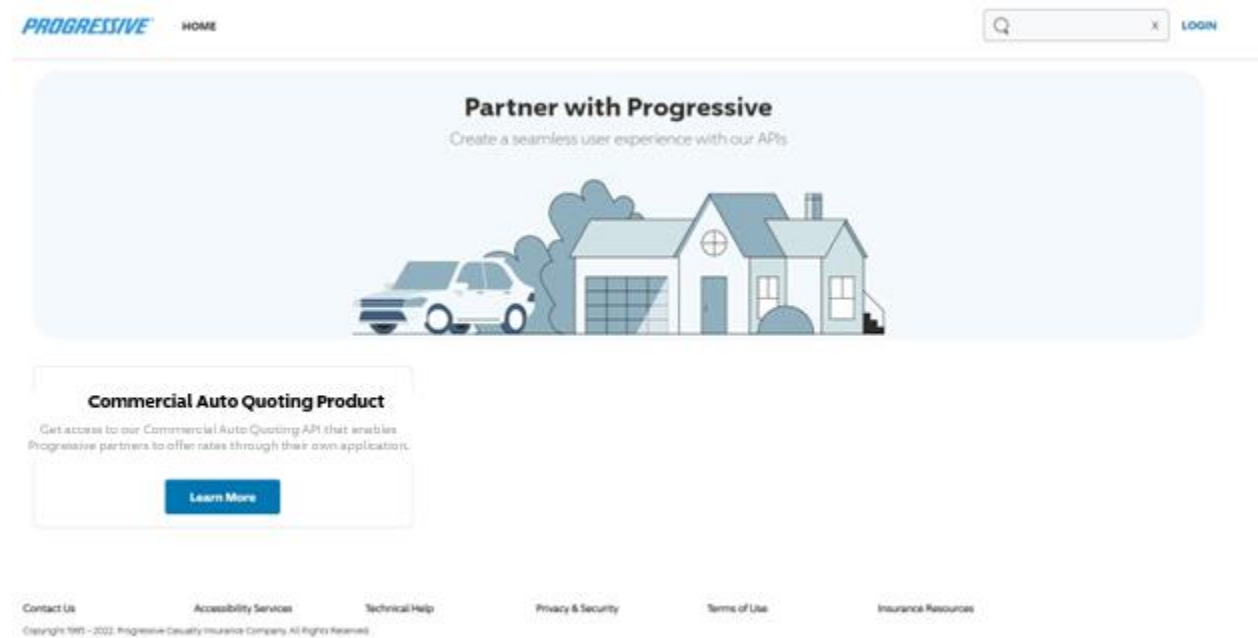 PROGRESSIVE HOME X LOGIN
Partner with Progressive
Create a seamless user experience with our APIs
Commercial Auto Quoting Product
Get access to our Commercial Auto Quoting API that enables
Progressive partners to offer rates through their own application.
Learn More
Contact Us Accessibility Services Technical Help Privacy & Security Terms of Use Insurance Resources
Copyright 1995 - 2022. Progressive Casualty Insurance Company. All Rights Reserved.